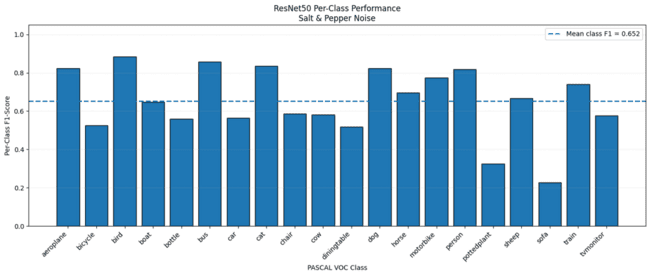 ResNet50 Per-Class Performance
Salt & Pepper Noise
Mean class F1 = 0.652
Per-Class F1-Score
1.0
0.8
0.6
0.4
0.2
0.0
aeroplane
bicycle
bird
boat
bottle
bus
car
cat
chair
cow
diningtable
dog
horse
motorbike
person
pottedplant
sheep
sofa
train
tvmonitor
PASCAL VOC Class